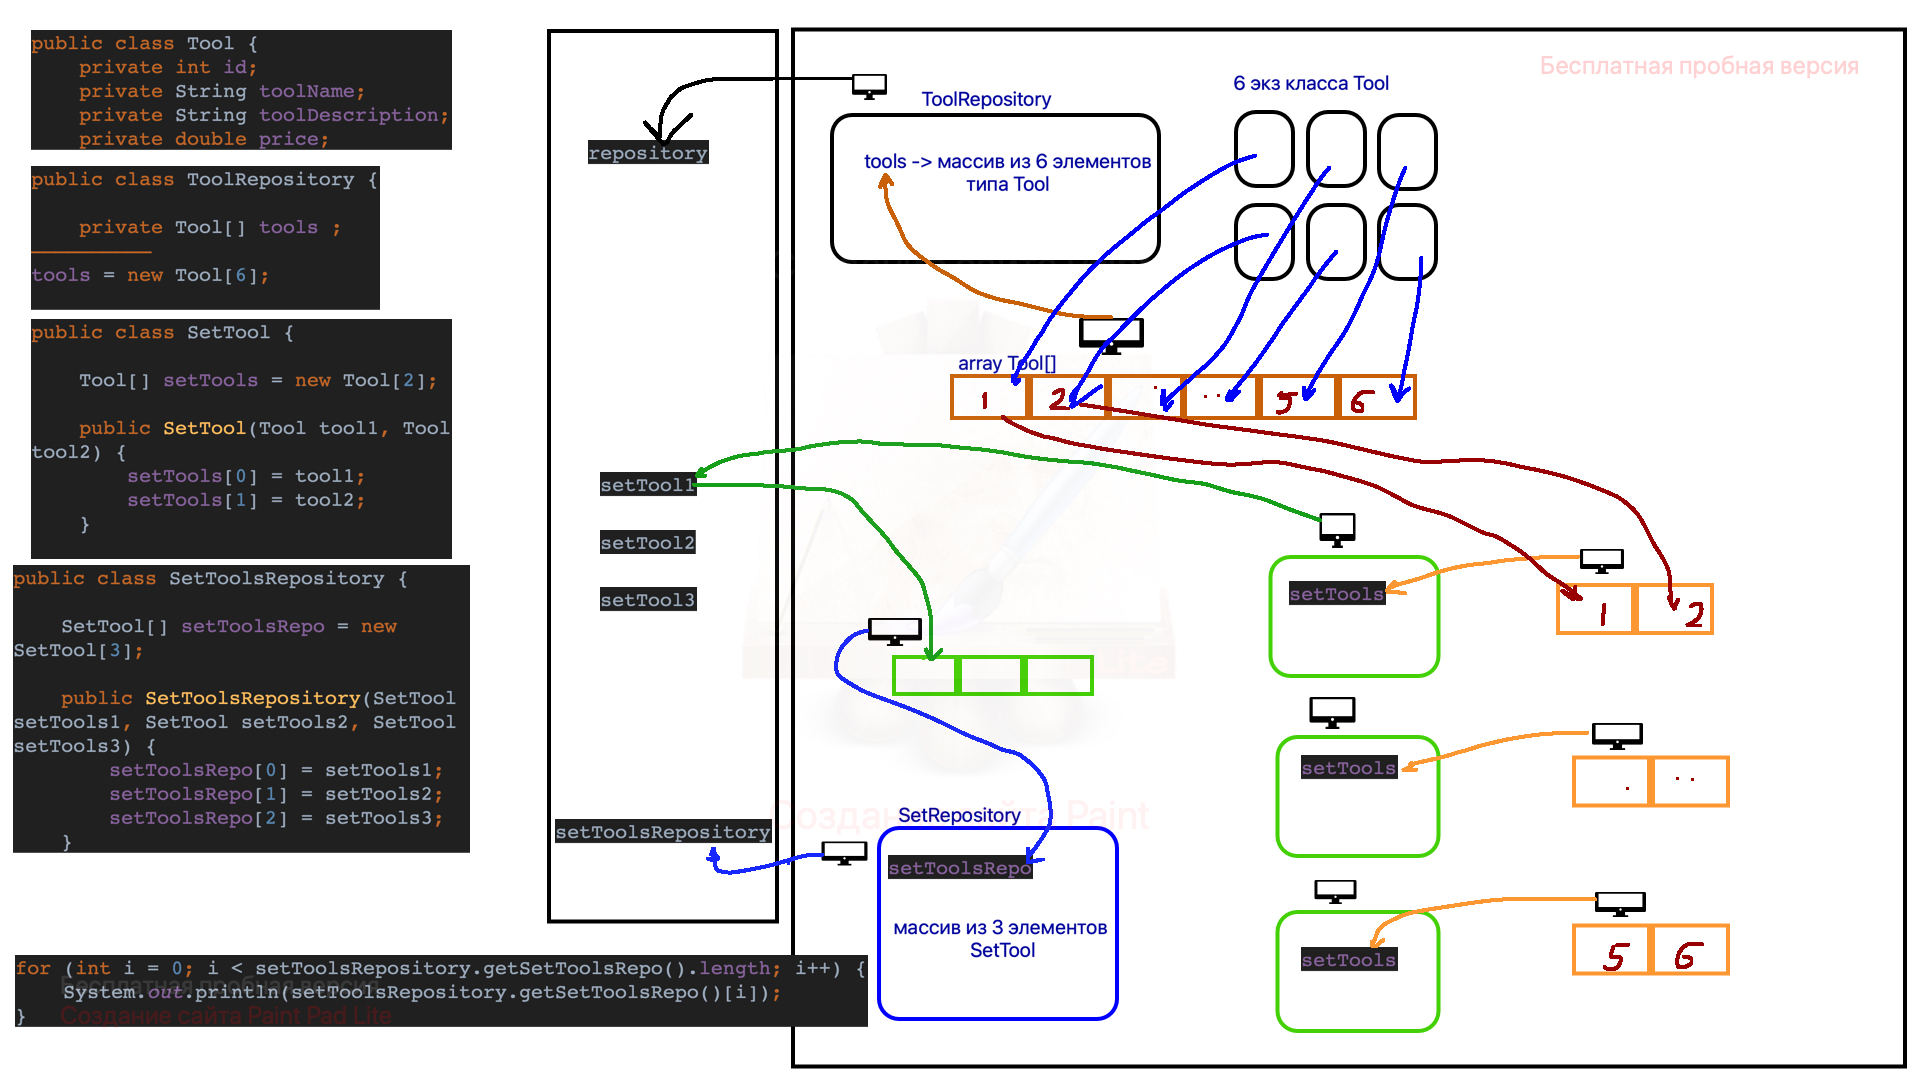 public class Tool {
private int id;
private String toolName;
private String toolDescription;
private double price;
public class ToolRepository {
private Tool[] tools ;
tools = new Tool[6];
public class SetTool {
Tool[] setTools = new Tool[2];
public SetTool(Tool tool1, Tool
tool2) {
setTools[0] = tool1;
setTools[1] = tool2;
}
public class SetToolsRepository {
SetTool[] setToolsRepo = new
SetTool[3];
public SetToolsRepository(SetTool
setTools1, SetTool setTools2, SetTool
setTools3) {
setToolsRepo[0] = setTools1;
setToolsRepo[1] = setTools2;
setToolsRepo[2] = setTools3;
}
for (int i = 0; i < setToolsRepository.getSetToolsRepo().length; i++) {
System.out.println(setToolsRepository.getSetToolsRepo()[i]);
}
Бесплатная пробная версия
Создание сайта Paint Pad Lite
repository
setTool1
setTool2
setTool3
setToolsRepository
Бесплатная пробная версия
ToolRepository
tools -> массив из 6 элементов
типа Tool
6 экз класса Tool
array Tool[]
1 2 . .. 5 6
setTools
1 2
setTools
. ..
setTools
5 6
SetRepository
setToolsRepo
массив из 3 элементов
SetTool